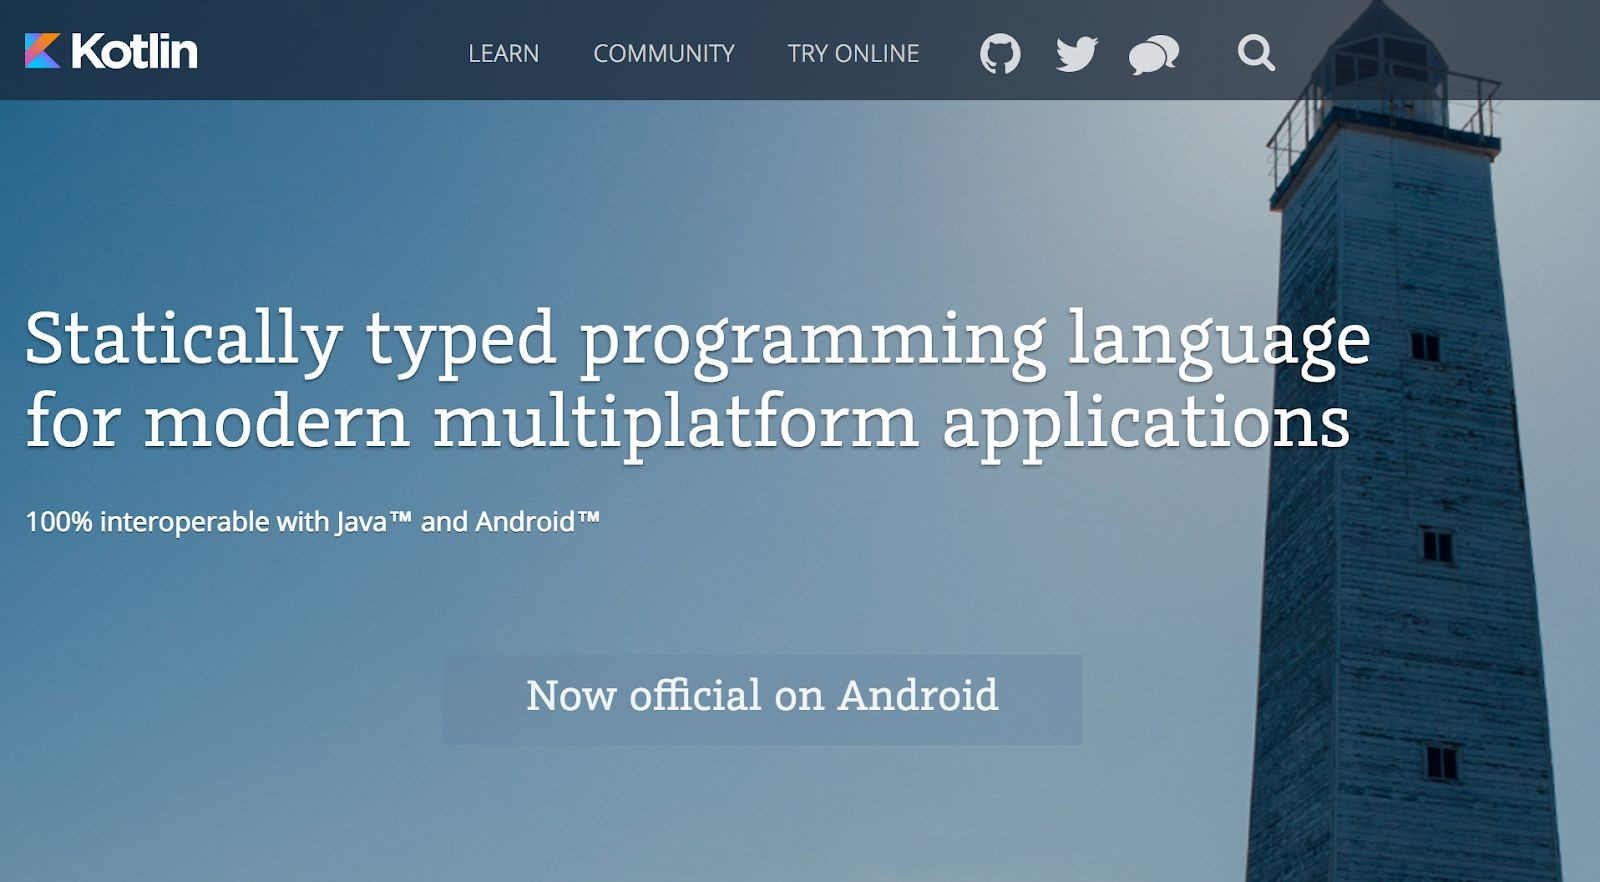 Kotlin
LEARN COMMUNITY TRY ONLINE
Statically typed programming language
for modern multiplatform applications
100% interoperable with Java™ and Android™
Now official on Android